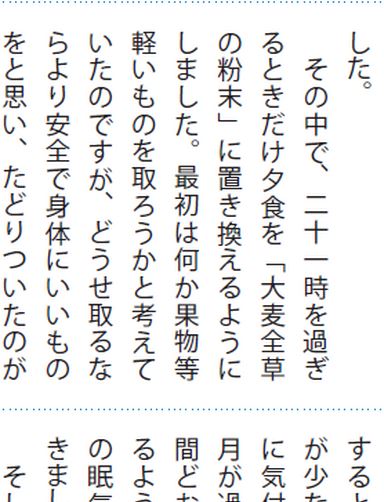 した。
その中で、二十一時を過ぎ
るときだけ夕食を「大麦全草
の粉末」に置き換えるように
しました。最初は何か果物等
軽いものを取ろうかと考えて
いたのですが、どうせ取るな
らより安全で身体にいいもの
をと思い、たどりついたのが
すると
が少た
に気付
月が過
間どお
るよう
の眠気
きまし
そし